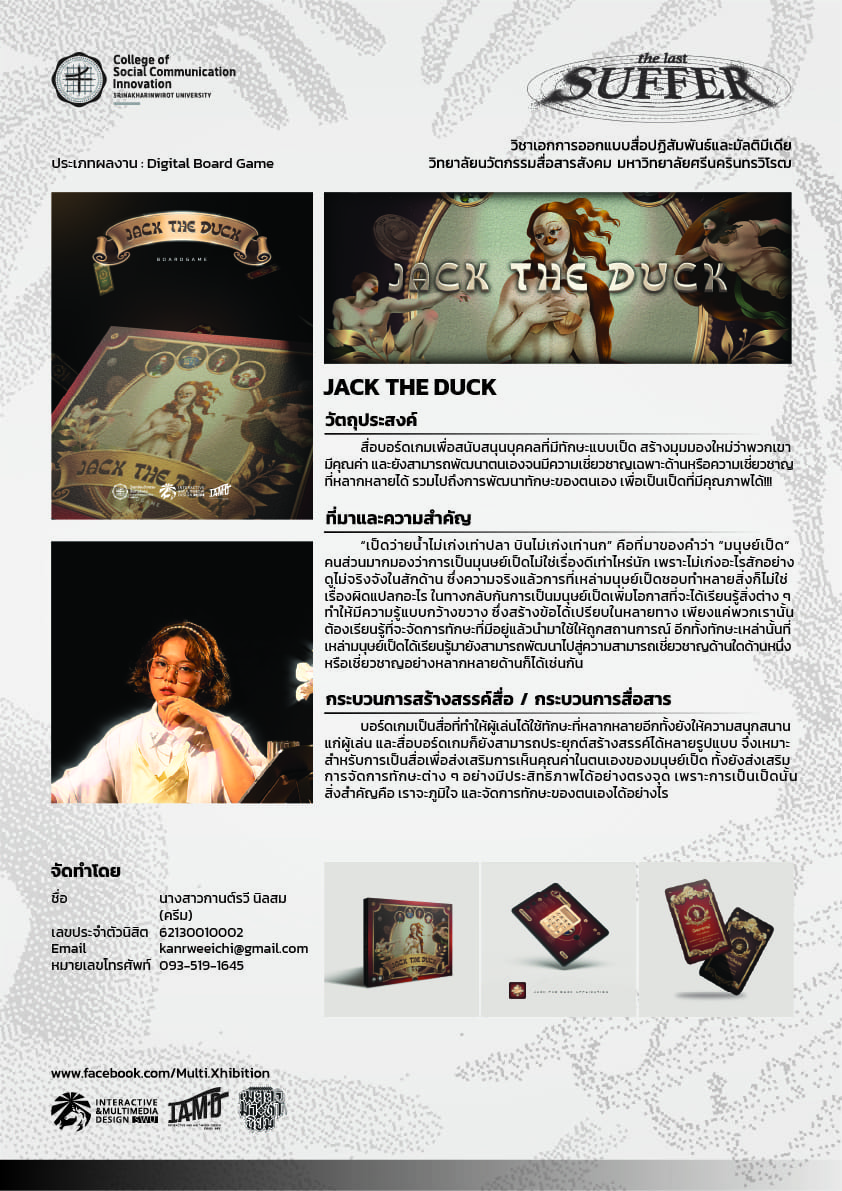 College of
Social Communication
Innovation
SRINAKHARINWIROT UNIVERSITY
the last
SUFFER
วิชาเอกการออกแบบสื่อปฏิสัมพันธ์และมัลติมีเดีย
ประเภทผลงาน : Digital Board Game
วิทยาลัยนวัตกรรมสื่อสารสังคม มหาวิทยาลัยศรีนครินทรวิโรฒ
JACK THE DUCK
BOARDGAME
JACK THE DUCK
JACK THE DUCK
INTERACTIVE
&MULTIMEDIA
DESIGN SWU
IAMD
JACK THE DUCK
วัตถุประสงค์
สื่อบอร์ดเกมเพื่อสนับสนุนบุคคลที่มีทักษะแบบเป็ด สร้างมุมมองใหม่ว่าพวกเขา
มีคุณค่า และยังสามารถพัฒนาตนเองจนมีความเชี่ยวชาญเฉพาะด้านหรือความเชี่ยวชาญ
ที่หลากหลายได้ รวมไปถึงการพัฒนาทักษะของตนเอง เพื่อเป็นเป็ดที่มีคุณภาพได้!!!
ที่มาและความสำคัญ
“เป็ดว่ายน้ำไม่เก่งเท่าปลา บินไม่เก่งเท่านก” คือที่มาของคำว่า “มนุษย์เป็ด”
คนส่วนมากมองว่าการเป็นมุนษย์เป็ดไม่ใช่เรื่องดีเท่าไหร่นัก เพราะไม่เก่งอะไรสักอย่าง
ดูไม่จริงจังในสักด้าน ซึ่งความจริงแล้วการที่เหล่ามนุษย์เป็ดชอบทำหลายสิ่งก็ไม่ใช่
เรื่องผิดแปลกอะไร ในทางกลับกันการเป็นมนุษย์เป็ดเพิ่มโอกาสที่จะได้เรียนรู้สิ่งต่าง ๆ
ทำให้มีความรู้แบบกว้างขวาง ซึ่งสร้างข้อได้เปรียบในหลายทาง เพียงแค่พวกเรานั้น
ต้องเรียนรู้ที่จะจัดการทักษะที่มีอยู่แล้วนำมาใช้ให้ถูกสถานการณ์ อีกทั้งทักษะเหล่านั้นที่
เหล่ามนุษย์เป็ดได้เรียนรู้มายังสามารถพัฒนาไปสู่ความสามารถเชี่ยวชาญด้านใดด้านหนึ่ง
หรือเชี่ยวชาญอย่างหลากหลายด้านก็ได้เช่นกัน
กระบวนการสร้างสรรค์สื่อ / กระบวนการสื่อสาร
บอร์ดเกมเป็นสื่อที่ทำให้ผู้เล่นได้ใช้ทักษะที่หลากหลายอีกทั้งยังให้ความสนุกสนาน
แก่ผู้เล่น และสื่อบอร์ดเกมก็ยังสามารถประยุกต์สร้างสรรค์ได้หลายรูปแบบ จึงเหมาะ
สำหรับการเป็นสื่อเพื่อส่งเสริมการเห็นคุณค่าในตนเองของมนุษย์เป็ด ทั้งยังส่งเสริม
การจัดการทักษะต่าง ๆ อย่างมีประสิทธิภาพได้อย่างตรงจุด เพราะการเป็นเป็ดนั้น
สิ่งสำคัญคือ เราจะภูมิใจ และจัดการทักษะของตนเองได้อย่างไร
จัดทำโดย
ชื่อ นางสาวกานต์รวี นิลสม
(ครีม)
เลขประจำตัวนิสิต 62130010002
Email kanrweeichi@gmail.com
หมายเลขโทรศัพท์ 093-519-1645
JACK THE DUCK
JACK THE DUCK APPLICATION
www.facebook.com/Multi.Xhibition
INTERACTIVE
&MULTIMEDIA
DESIGN SWU
IAMD